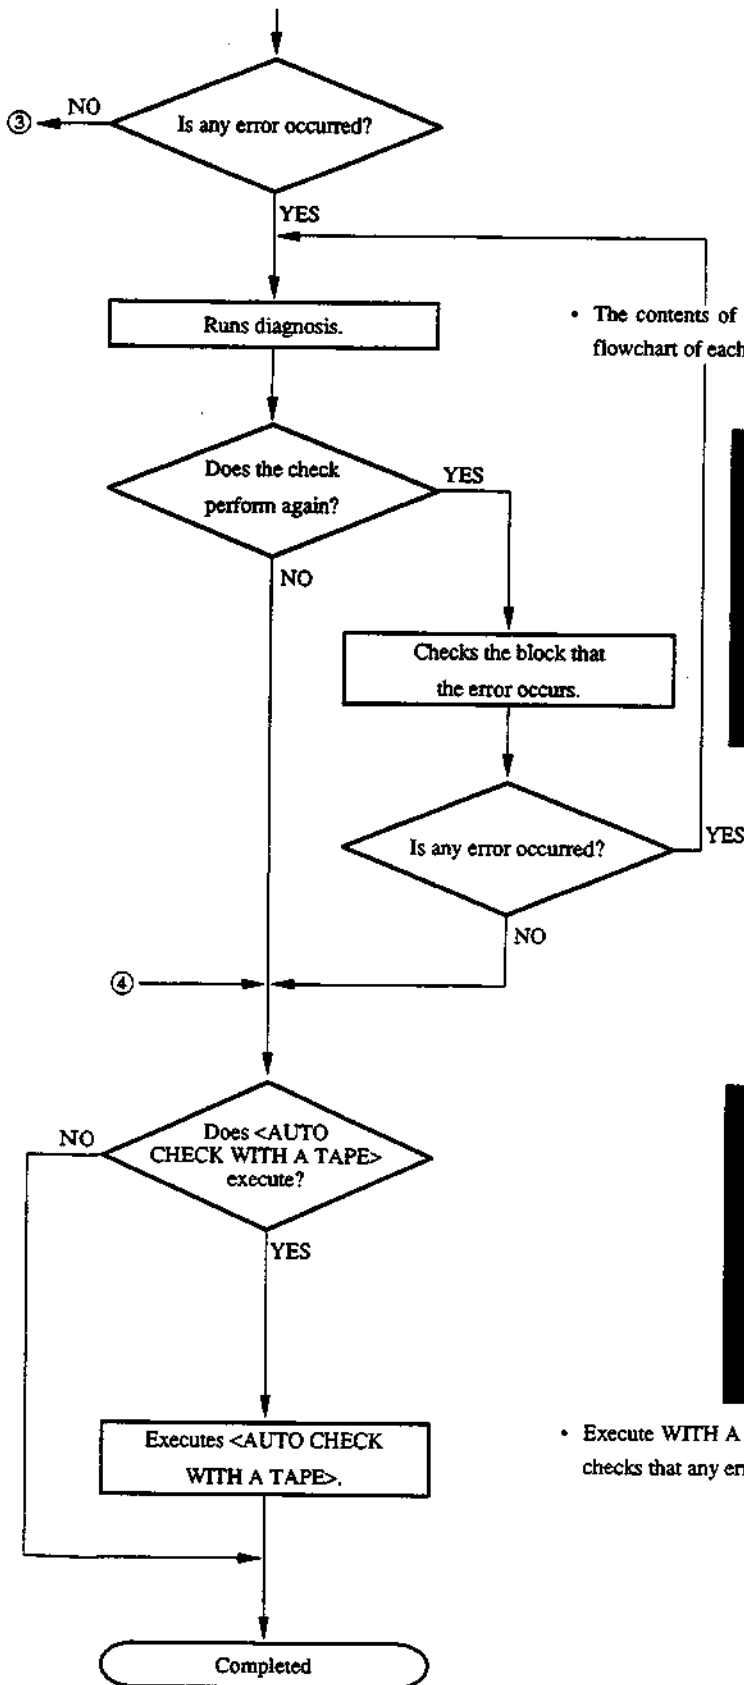 NO
③
Is any error occurred?
YES
Runs diagnosis.
• The contents of
flowchart of each
Does the check
perform again?
YES
NO
Checks the block that
the error occurs.
Is any error occurred?
YES
NO
④
NO
Does <AUTO
CHECK WITH A TAPE>
execute?
YES
Executes <AUTO CHECK
WITH A TAPE>.
• Execute WITH A
checks that any er
Completed